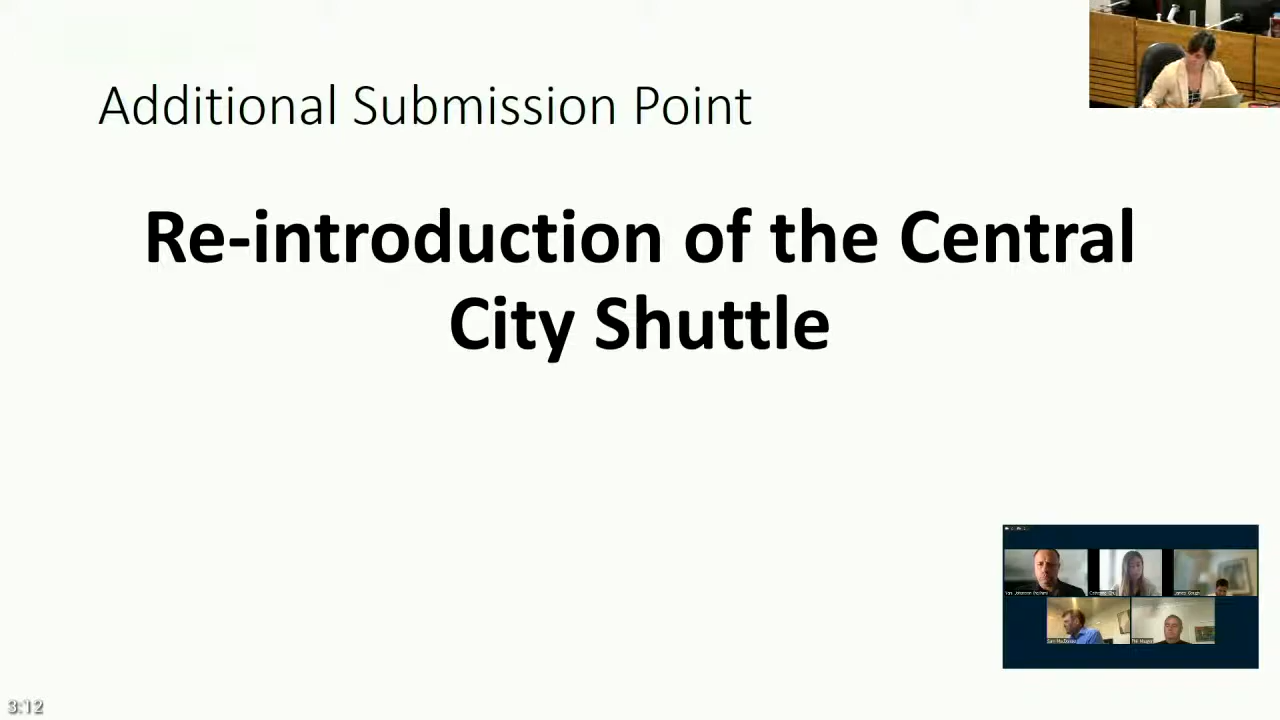 Additional Submission Point
Re-introduction of the Central
City Shuttle
3:12